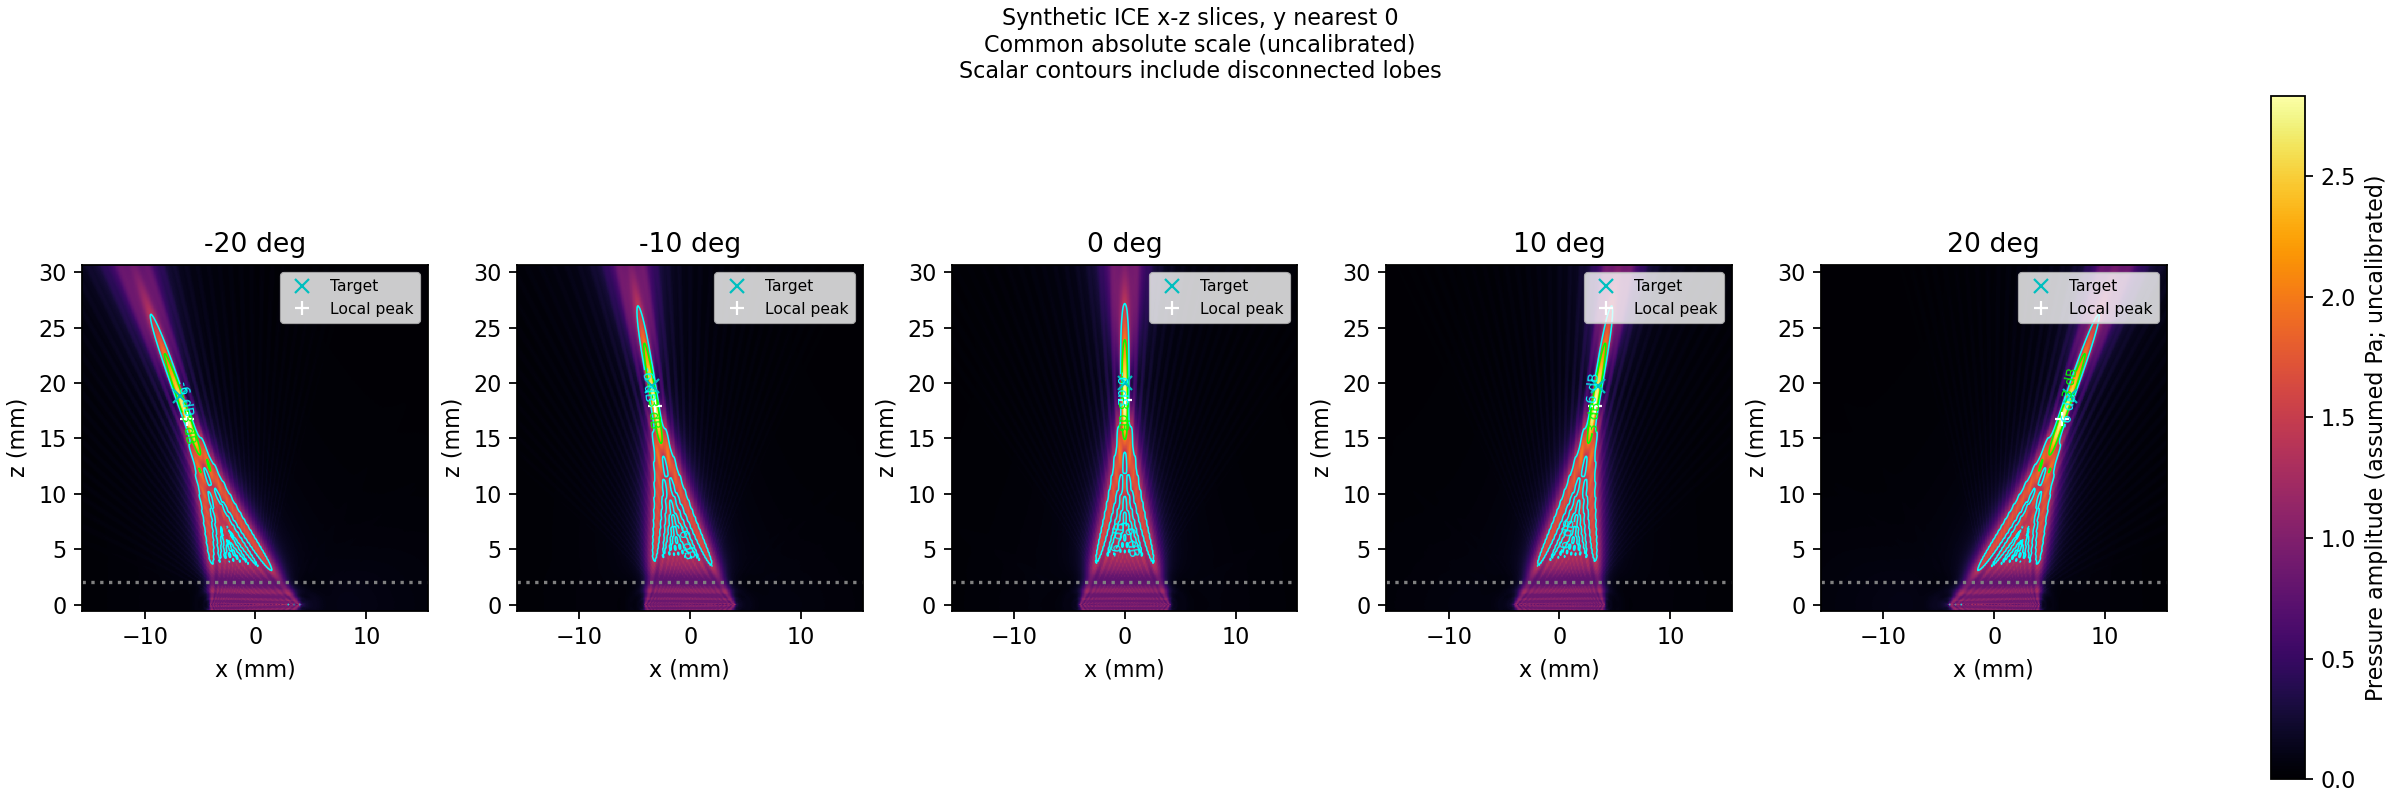 Synthetic ICE x-z slices, y nearest 0
Common absolute scale (uncalibrated)
Scalar contours include disconnected lobes
-20 deg
-10 deg
0 deg
10 deg
20 deg
Target
Local peak
Target
Local peak
Target
Local peak
Target
Local peak
Target
Local peak
z (mm)
30
25
20
15
10
5
0
−10
0
10
x (mm)
z (mm)
30
25
20
15
10
5
0
−10
0
10
x (mm)
z (mm)
30
25
20
15
10
5
0
−10
0
10
x (mm)
z (mm)
30
25
20
15
10
5
0
−10
0
10
x (mm)
z (mm)
30
25
20
15
10
5
0
−10
0
10
x (mm)
2.5
2.0
1.5
1.0
0.5
0.0
Pressure amplitude (assumed Pa; uncalibrated)